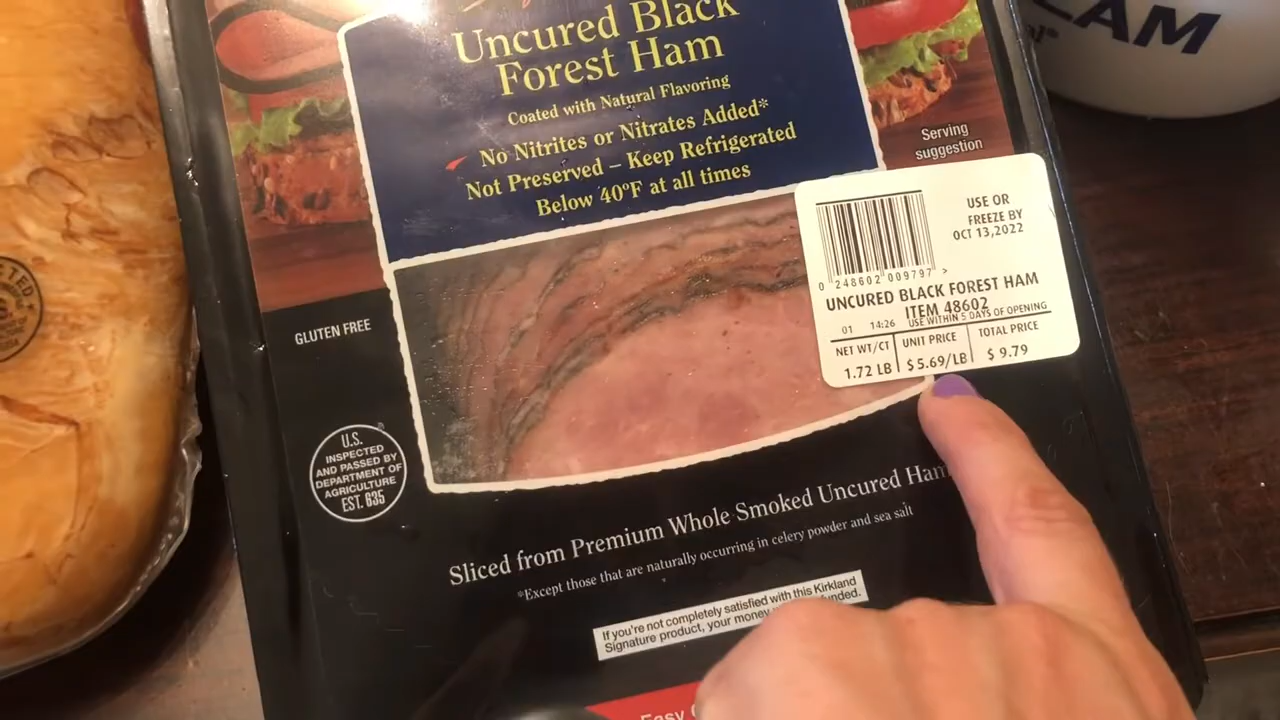 Uncured Black
Forest Ham
Coated with Natural Flavoring
No Nitrites or Nitrates Added*
Not Preserved – Keep Refrigerated
Below 40ºF at all times
Serving
suggestion
GLUTEN FREE
USE OR
FREEZE BY
OCT 13,2022
0 248602 009797 >
UNCURED BLACK FOREST HAM
ITEM 48602
01 14:26 USE WITHIN 5 DAYS OF OPENING
NET WT/CT UNIT PRICE TOTAL PRICE
1.72 LB $5.69/LB $9.79
U.S.
INSPECTED
AND PASSED BY
DEPARTMENT OF
AGRICULTURE
EST. 835
Sliced from Premium Whole Smoked Uncured Ham
*Except those that are naturally occurring in celery powder and sea salt
If you're not completely satisfied with this Kirkland
Signature product, your money
Easy